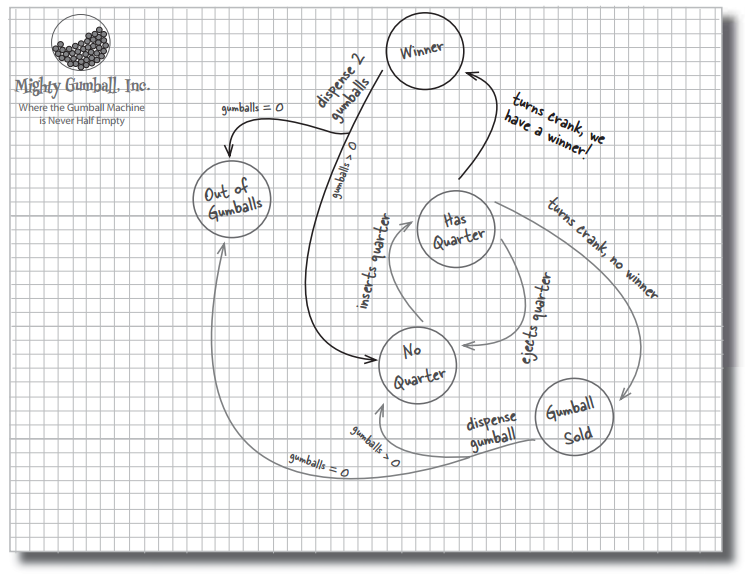 Mighty Gumball, Inc.
Where the Gumball Machine
is Never Half Empty
Winner
dispense 2
gumballs
gumballs = 0
gumballs > 0
turns crank, we
have a winner!
Out of
Gumballs
Has
Quarter
inserts quarter
turns crank, no winner
ejects quarter
No
Quarter
Gumball
Sold
dispense
gumball
gumballs > 0
gumballs = 0